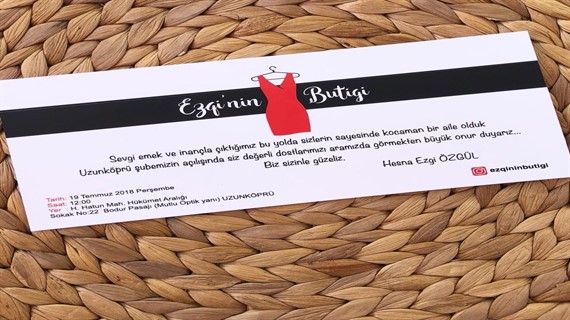 Ezgi'nin Butigi
Sevgi emek ve inançla çıktığımız bu yolda sizlerin sayesinde kocaman bir aile olduk
Uzunköprü şubemizin açılışında siz değerli dostlarımızı aramızda görmekten büyük onur duyarız...
Biz sizinle güzeliz.
Hesna Ezgi ÖZGÜL
ezqininbutigi
Tarih: 19 Temmuz 2018 Perşembe
Saat: 12:00
Yer : H. Hatun Mah. Hükümet Aralığı
Sokak No:22 Bodur Pasajı (Mutlu Optik yanı) UZUNKÖPRÜ